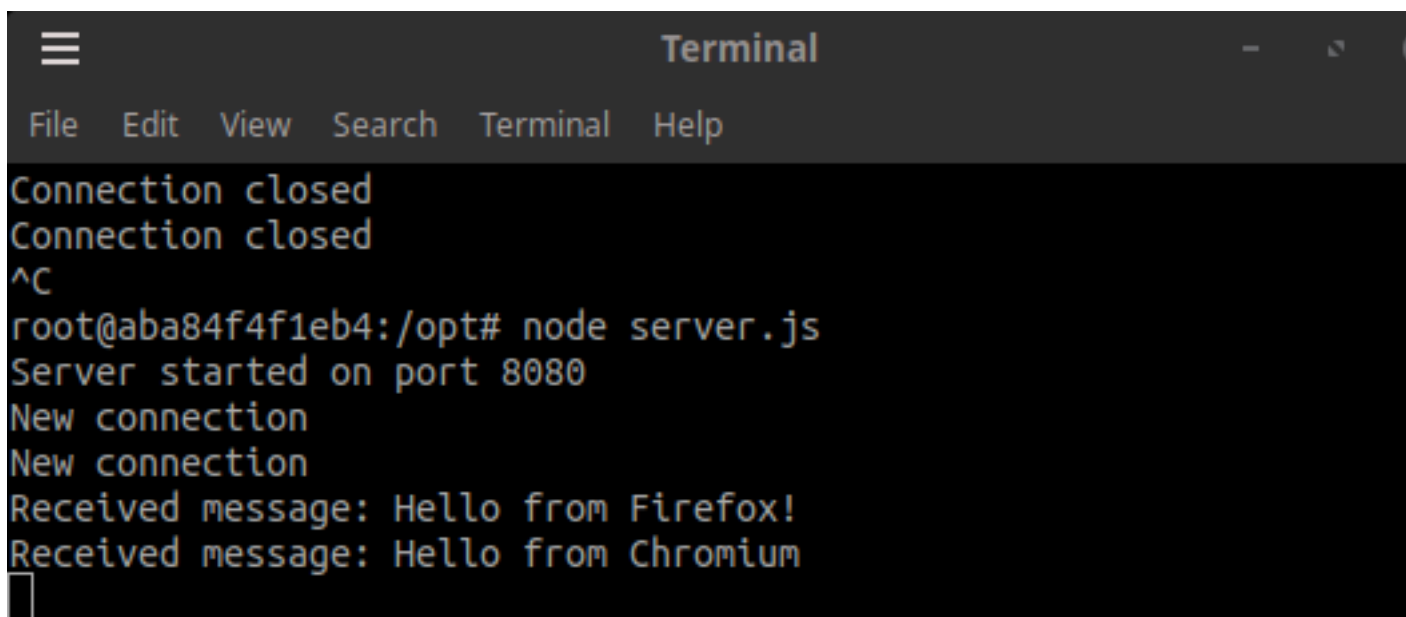 Terminal
File Edit View Search Terminal Help
Connection closed
Connection closed
^C
root@aba84f4f1eb4:/opt# node server.js
Server started on port 8080
New connection
New connection
Received message: Hello from Firefox!
Received message: Hello from Chromium